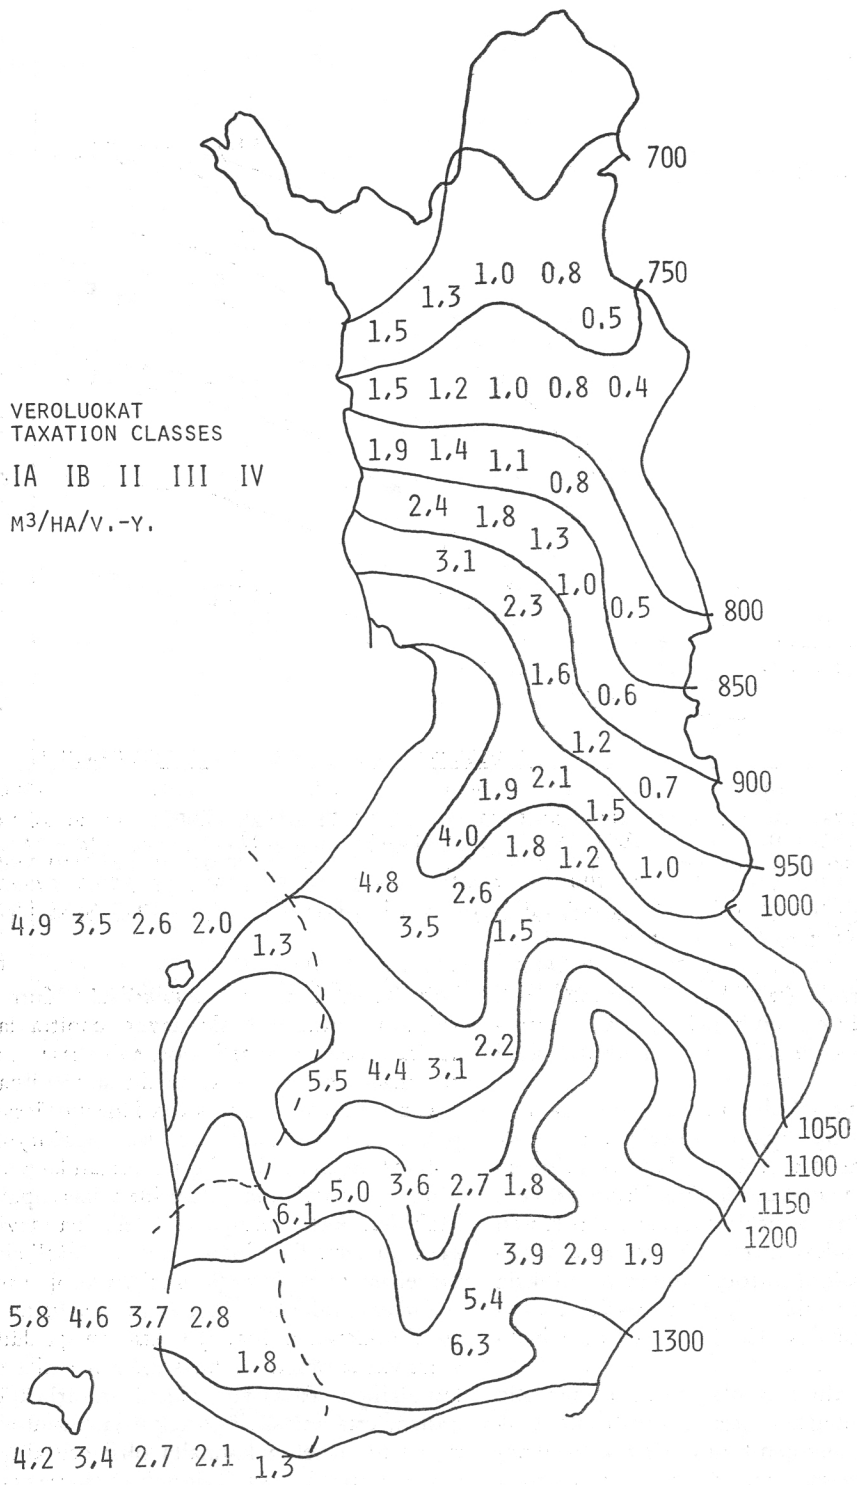 700
750
1,0 0,8
1,3
0.5
1,5
1,5 1,2 1,0 0,8 0,4
VEROLUOKAT
TAXATION CLASSES
IA IB II III IV
M³/HA/V.-Y.
1,9 1,4 1,1
0,8
2,4 1,8 1,3
3,1
1,0
2,3 0,5 800
1,6 0,6 850
1,2
1,9 2,1 0.7 900
1,5
4,0 1,8 1,2 1,0 950
4,8 2,6 1000
4,9 3,5 2,6 2,0 3,5 1,5
1,3
2,2
5,5 4,4 3,1
1050
1100
6,1 5,0 3,6 2,7 1,8 1150
1200
3,9 2,9 1,9
5,8 4,6 3,7 2,8 5,4
6,3 1300
1,8
4,2 3,4 2,7 2,1 1,3